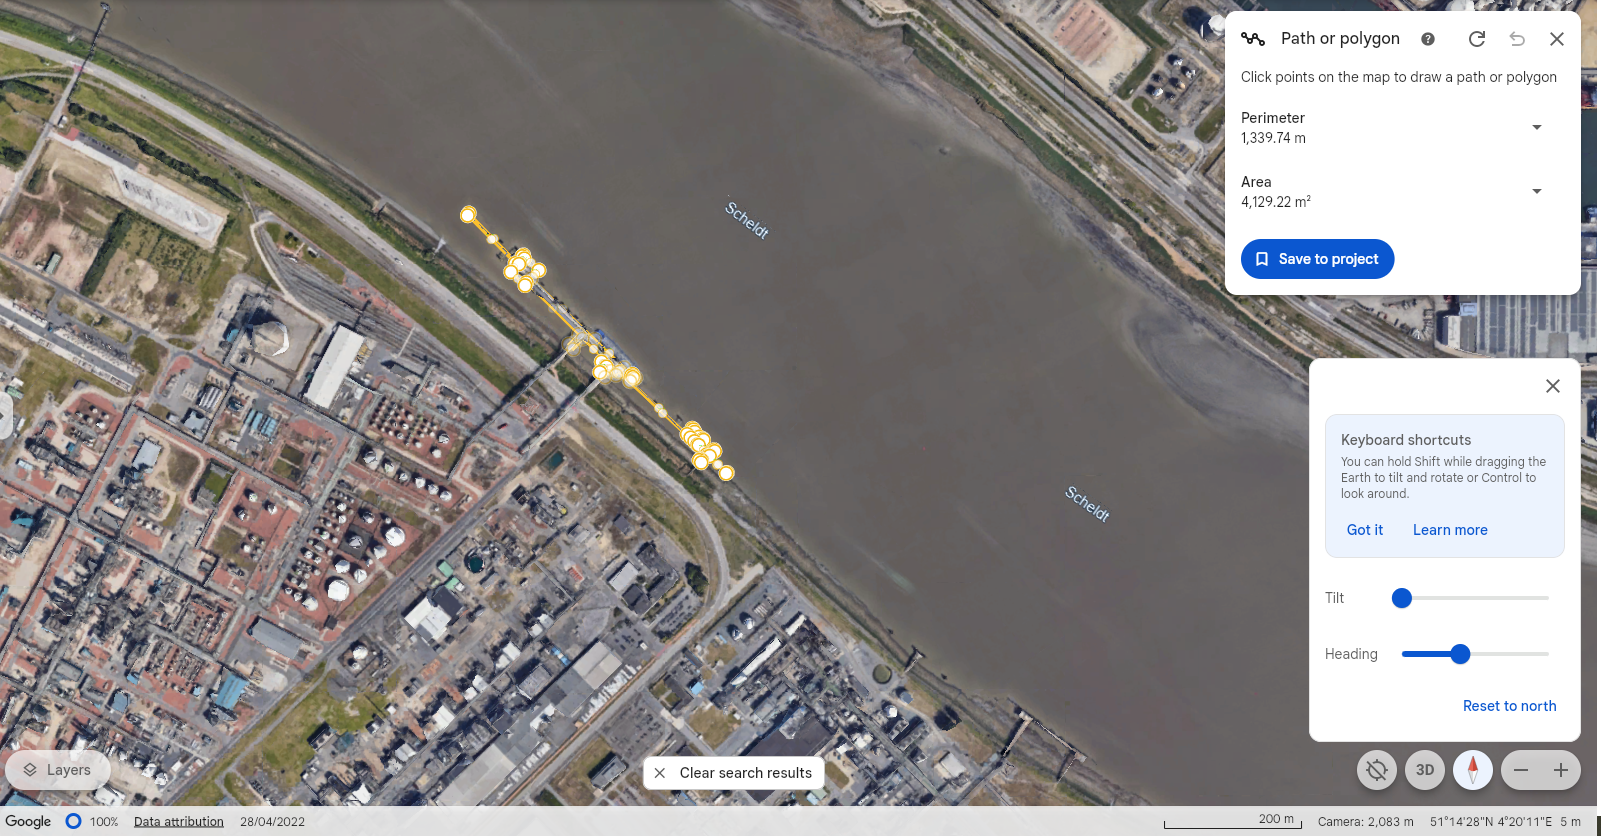 Path or polygon
Click points on the map to draw a path or polygon
Perimeter
1,339.74 m
Area
4,129.22 m²
Save to project
Scheldt
Scheldt
Keyboard shortcuts
You can hold Shift while dragging the
Earth to tilt and rotate or Control to
look around.
Got it Learn more
Tilt
Heading
Reset to north
Layers
Clear search results
3D
Google 100% Data attribution 28/04/2022 200 m Camera: 2,083 m 51°14'28"N 4°20'11"E 5 m